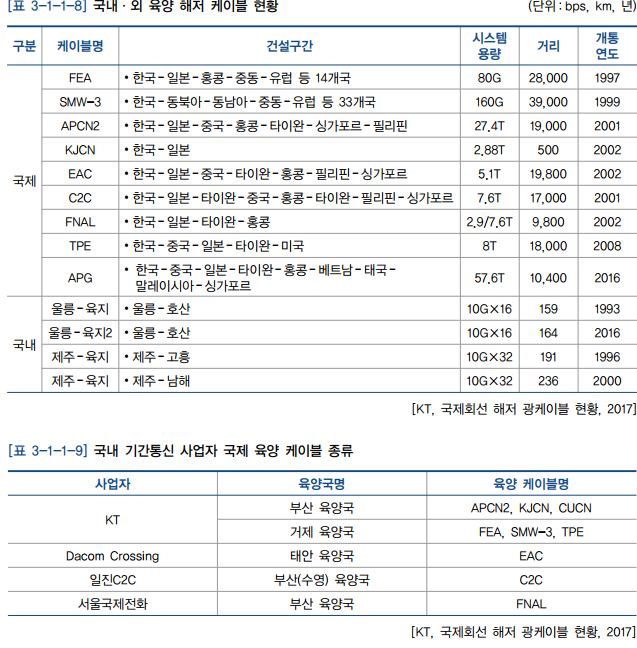 [표 3-1-1-8] 국내·외 육양 해저 케이블 현황 (단위: bps, km, 년)
구분 케이블명 건설구간 시스템 용량 거리 개통 연도
국제
FEA • 한국-일본-홍콩-중동-유럽 등 14개국 80G 28,000 1997
SMW-3 • 한국-동북아-동남아-중동-유럽 등 33개국 160G 39,000 1999
APCN2 • 한국-일본-중국-홍콩-타이완-싱가포르-필리핀 27.4T 19,000 2001
KJCN • 한국-일본 2.88T 500 2002
EAC • 한국-일본-중국-타이완-홍콩-필리핀-싱가포르 5.1T 19,800 2002
C2C • 한국-일본-타이완-중국-홍콩-타이완-필리핀-싱가포르 7.6T 17,000 2001
FNAL • 한국-일본-타이완-홍콩 2.9/7.6T 9,800 2002
TPE • 한국-중국-일본-타이완-미국 8T 18,000 2008
APG • 한국-중국-일본-타이완-홍콩-베트남-태국-
말레이시아-싱가포르 57.6T 10,400 2016
국내
울릉-육지 • 울릉-호산 10G×16 159 1993
울릉-육지2 • 울릉-호산 10G×16 164 2016
제주-육지 • 제주-고흥 10G×32 191 1996
제주-육지 • 제주-남해 10G×32 236 2000
[KT, 국제회선 해저 광케이블 현황, 2017]
[표 3-1-1-9] 국내 기간통신 사업자 국제 육양 케이블 종류
사업자 육양국명 육양 케이블명
KT
부산 육양국 APCN2, KJCN, CUCN
거제 육양국 FEA, SMW-3, TPE
Dacom Crossing 태안 육양국 EAC
일진C2C 부산(수영) 육양국 C2C
서울국제전화 부산 육양국 FNAL
[KT, 국제회선 해저 광케이블 현황, 2017]